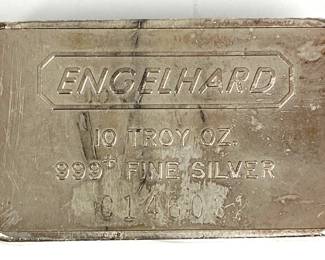 ENGELHARD
10 TROY OZ.
999+ FINE SILVER